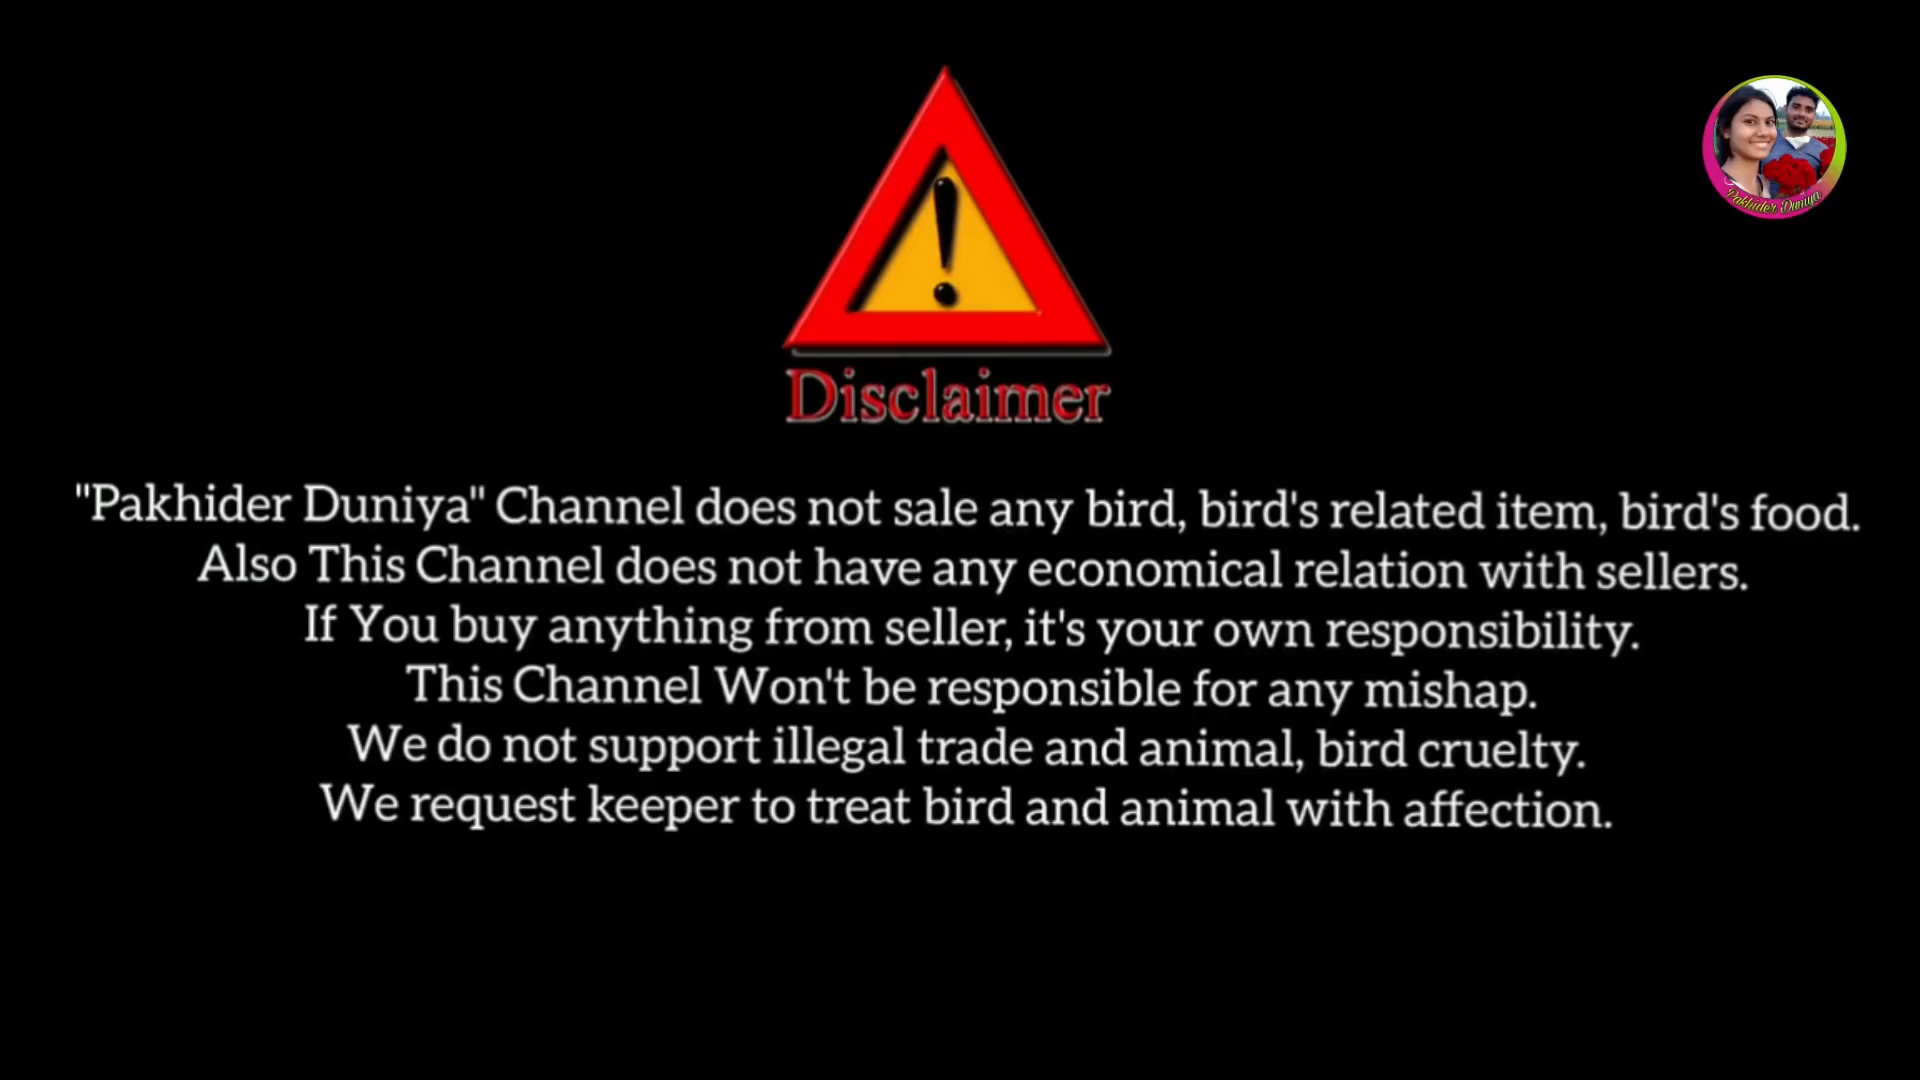 Pakhider Duniya
Disclaimer
"Pakhider Duniya" Channel does not sale any bird, bird's related item, bird's food.
Also This Channel does not have any economical relation with sellers.
If You buy anything from seller, it's your own responsibility.
This Channel Won't be responsible for any mishap.
We do not support illegal trade and animal, bird cruelty.
We request keeper to treat bird and animal with affection.